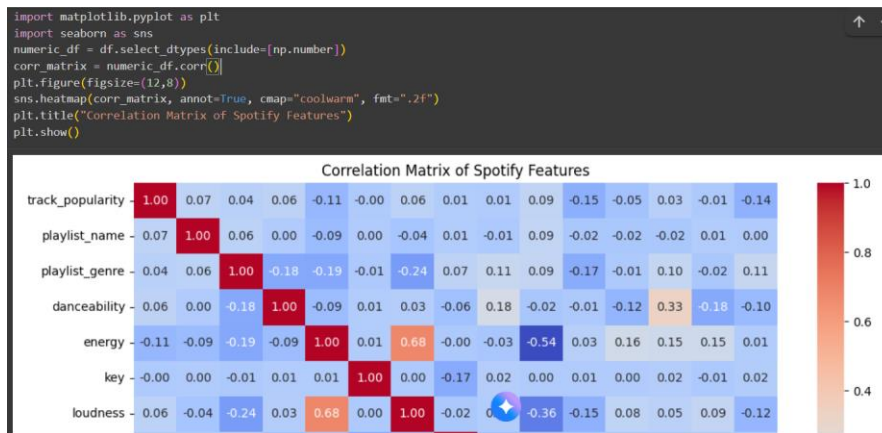 import matplotlib.pyplot as plt
import seaborn as sns
numeric_df = df.select_dtypes(include=[np.number])
corr_matrix = numeric_df.corr()
plt.figure(figsize=(12,8))
sns.heatmap(corr_matrix, annot=True, cmap="coolwarm", fmt=".2f")
plt.title("Correlation Matrix of Spotify Features")
plt.show()
Correlation Matrix of Spotify Features
track_popularity - 1.00 0.07 0.04 0.06 -0.11 -0.00 0.06 0.01 0.01 0.09 -0.15 -0.05 0.03 -0.01 -0.14
playlist_name - 0.07 1.00 0.06 0.00 -0.09 0.00 -0.04 0.01 -0.01 0.09 -0.02 -0.02 -0.02 0.01 0.00
playlist_genre - 0.04 0.06 1.00 -0.18 -0.19 -0.01 -0.24 0.07 0.11 0.09 -0.17 -0.01 0.10 -0.02 0.11
danceability - 0.06 0.00 -0.18 1.00 -0.09 0.01 0.03 -0.06 0.18 -0.02 -0.01 -0.12 0.33 -0.18 -0.10
energy - -0.11 -0.09 -0.19 -0.09 1.00 0.01 0.68 -0.00 -0.03 -0.54 0.03 0.16 0.15 0.15 0.01
key - -0.00 0.00 -0.01 0.01 0.01 1.00 0.00 -0.17 0.02 0.00 0.01 0.00 0.02 -0.01 0.02
loudness - 0.06 -0.04 -0.24 0.03 0.68 0.00 1.00 -0.02 -0.36 -0.15 0.08 0.05 0.09 -0.12
- 1.0
- 0.8
- 0.6
- 0.4